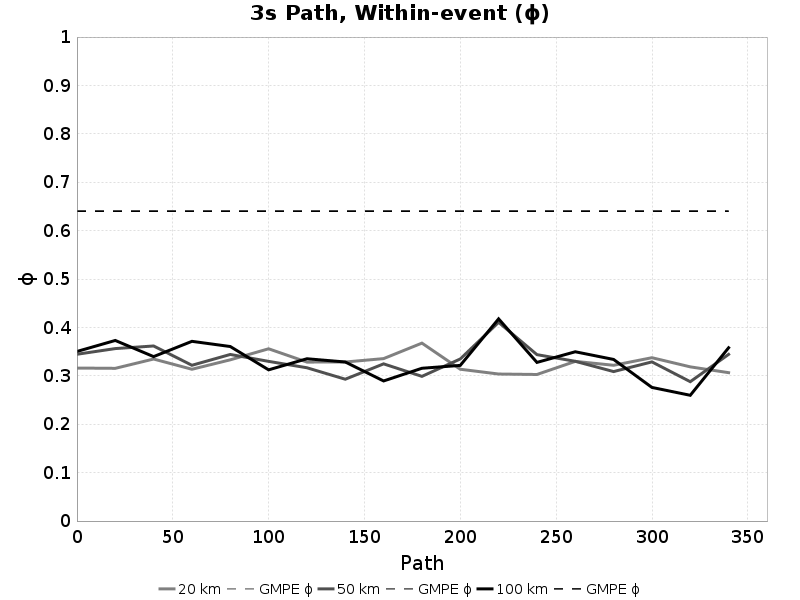 3s Path, Within-event (ϕ)
1
0.9
0.8
0.7
0.6
0.5
0.4
0.3
0.2
0.1
0
ϕ
0 50 100 150 200 250 300 350
Path
20 km GMPE ϕ 50 km GMPE ϕ 100 km GMPE ϕ